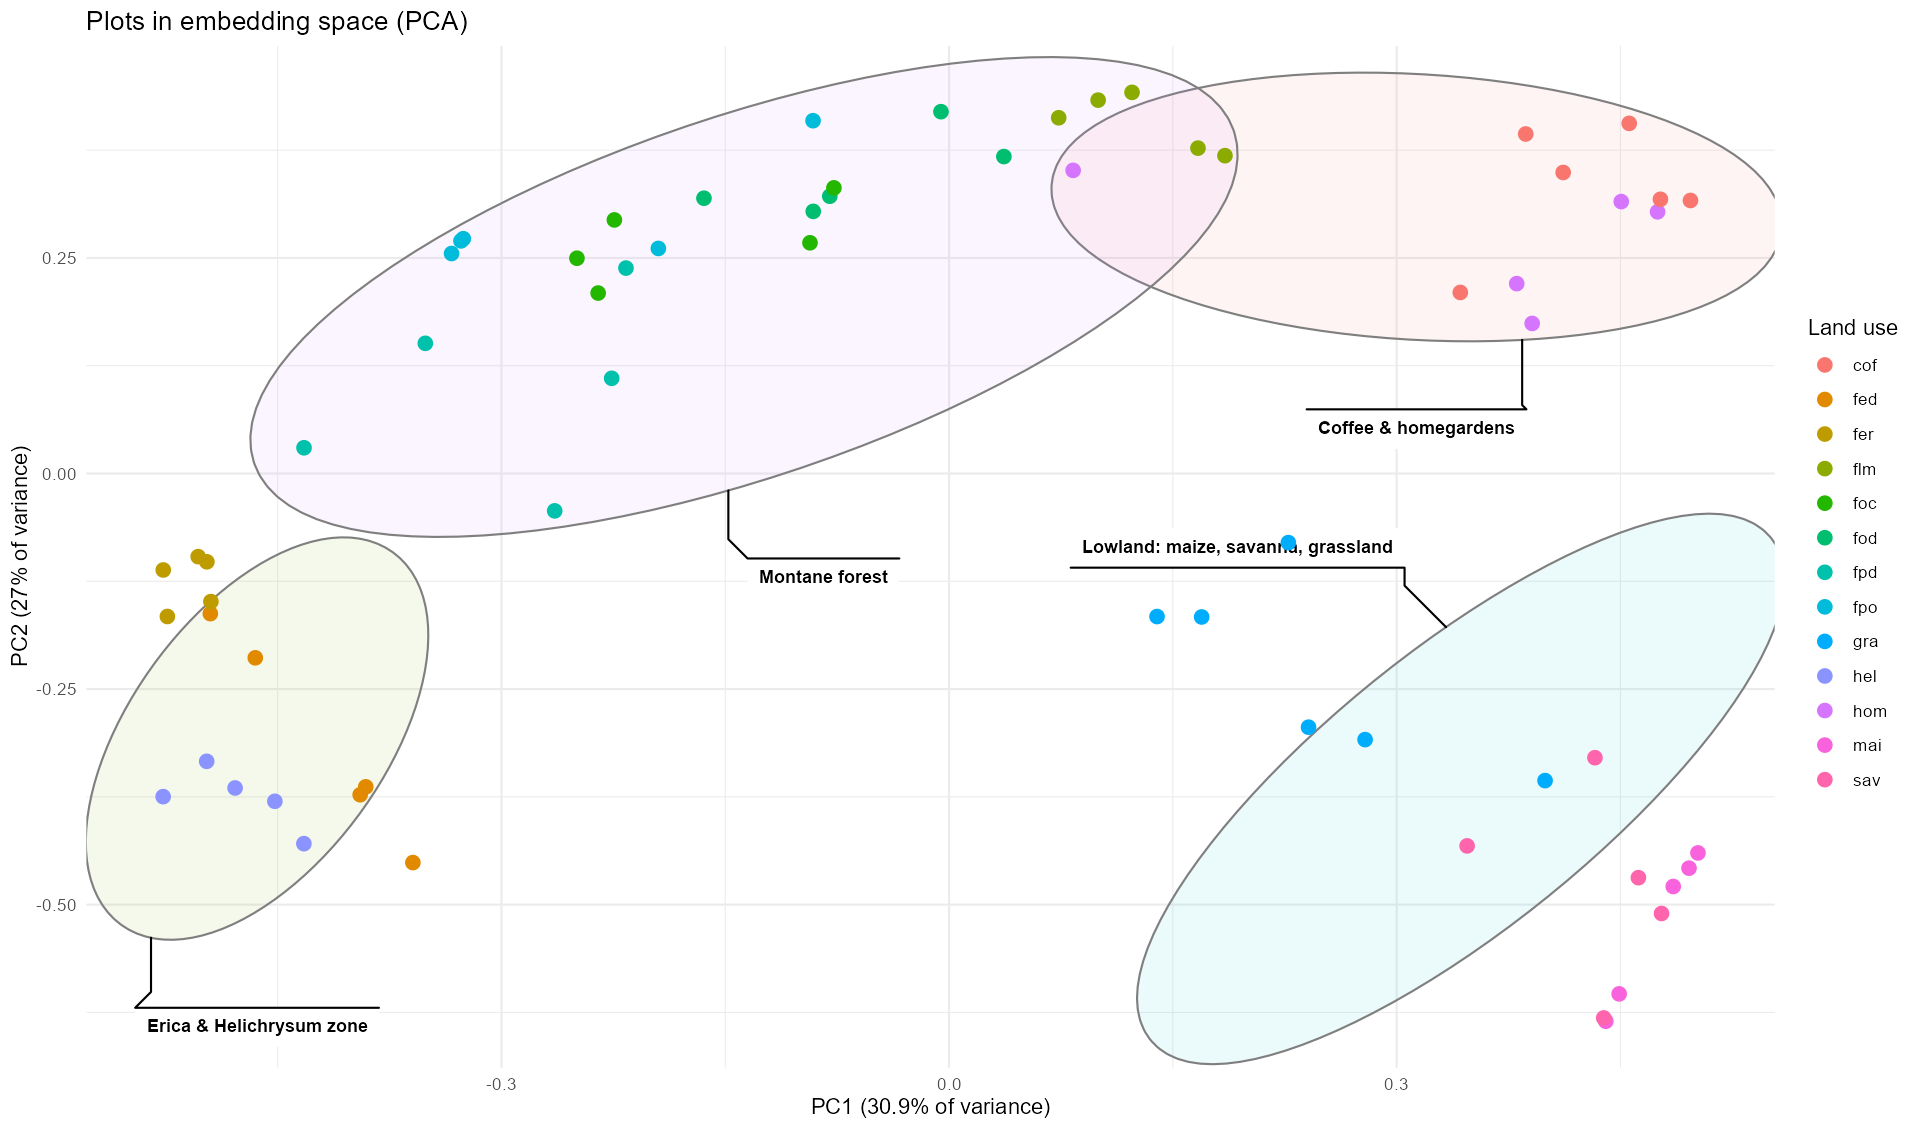 Plots in embedding space (PCA)
PC2 (27% of variance)
0.25
0.00
-0.25
-0.50
Coffee & homegardens
Montane forest
Lowland: maize, savanna, grassland
Erica & Helichrysum zone
-0.3
0.0
0.3
PC1 (30.9% of variance)
Land use
cof
fed
fer
flm
foc
fod
fpd
fpo
gra
hel
hom
mai
sav